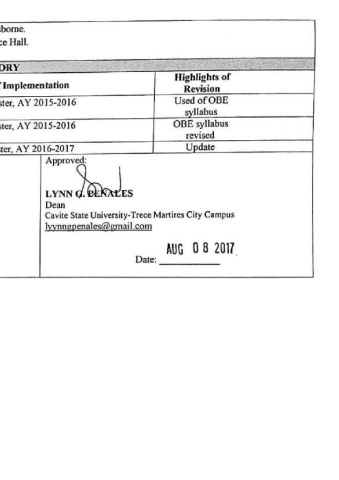 sborne.
ce Hall.
ORY
Implementation
Highlights of
Revision
ster, AY 2015-2016
Used of OBE
syllabus
ster, AY 2015-2016
OBE syllabus
revised
ster, AY 2016-2017
Update
Approved:
LYNN G. PENALES
Dean
Cavite State University-Trece Martires City Campus
lynngpenales@gmail.com
AUG 08 2017
Date: